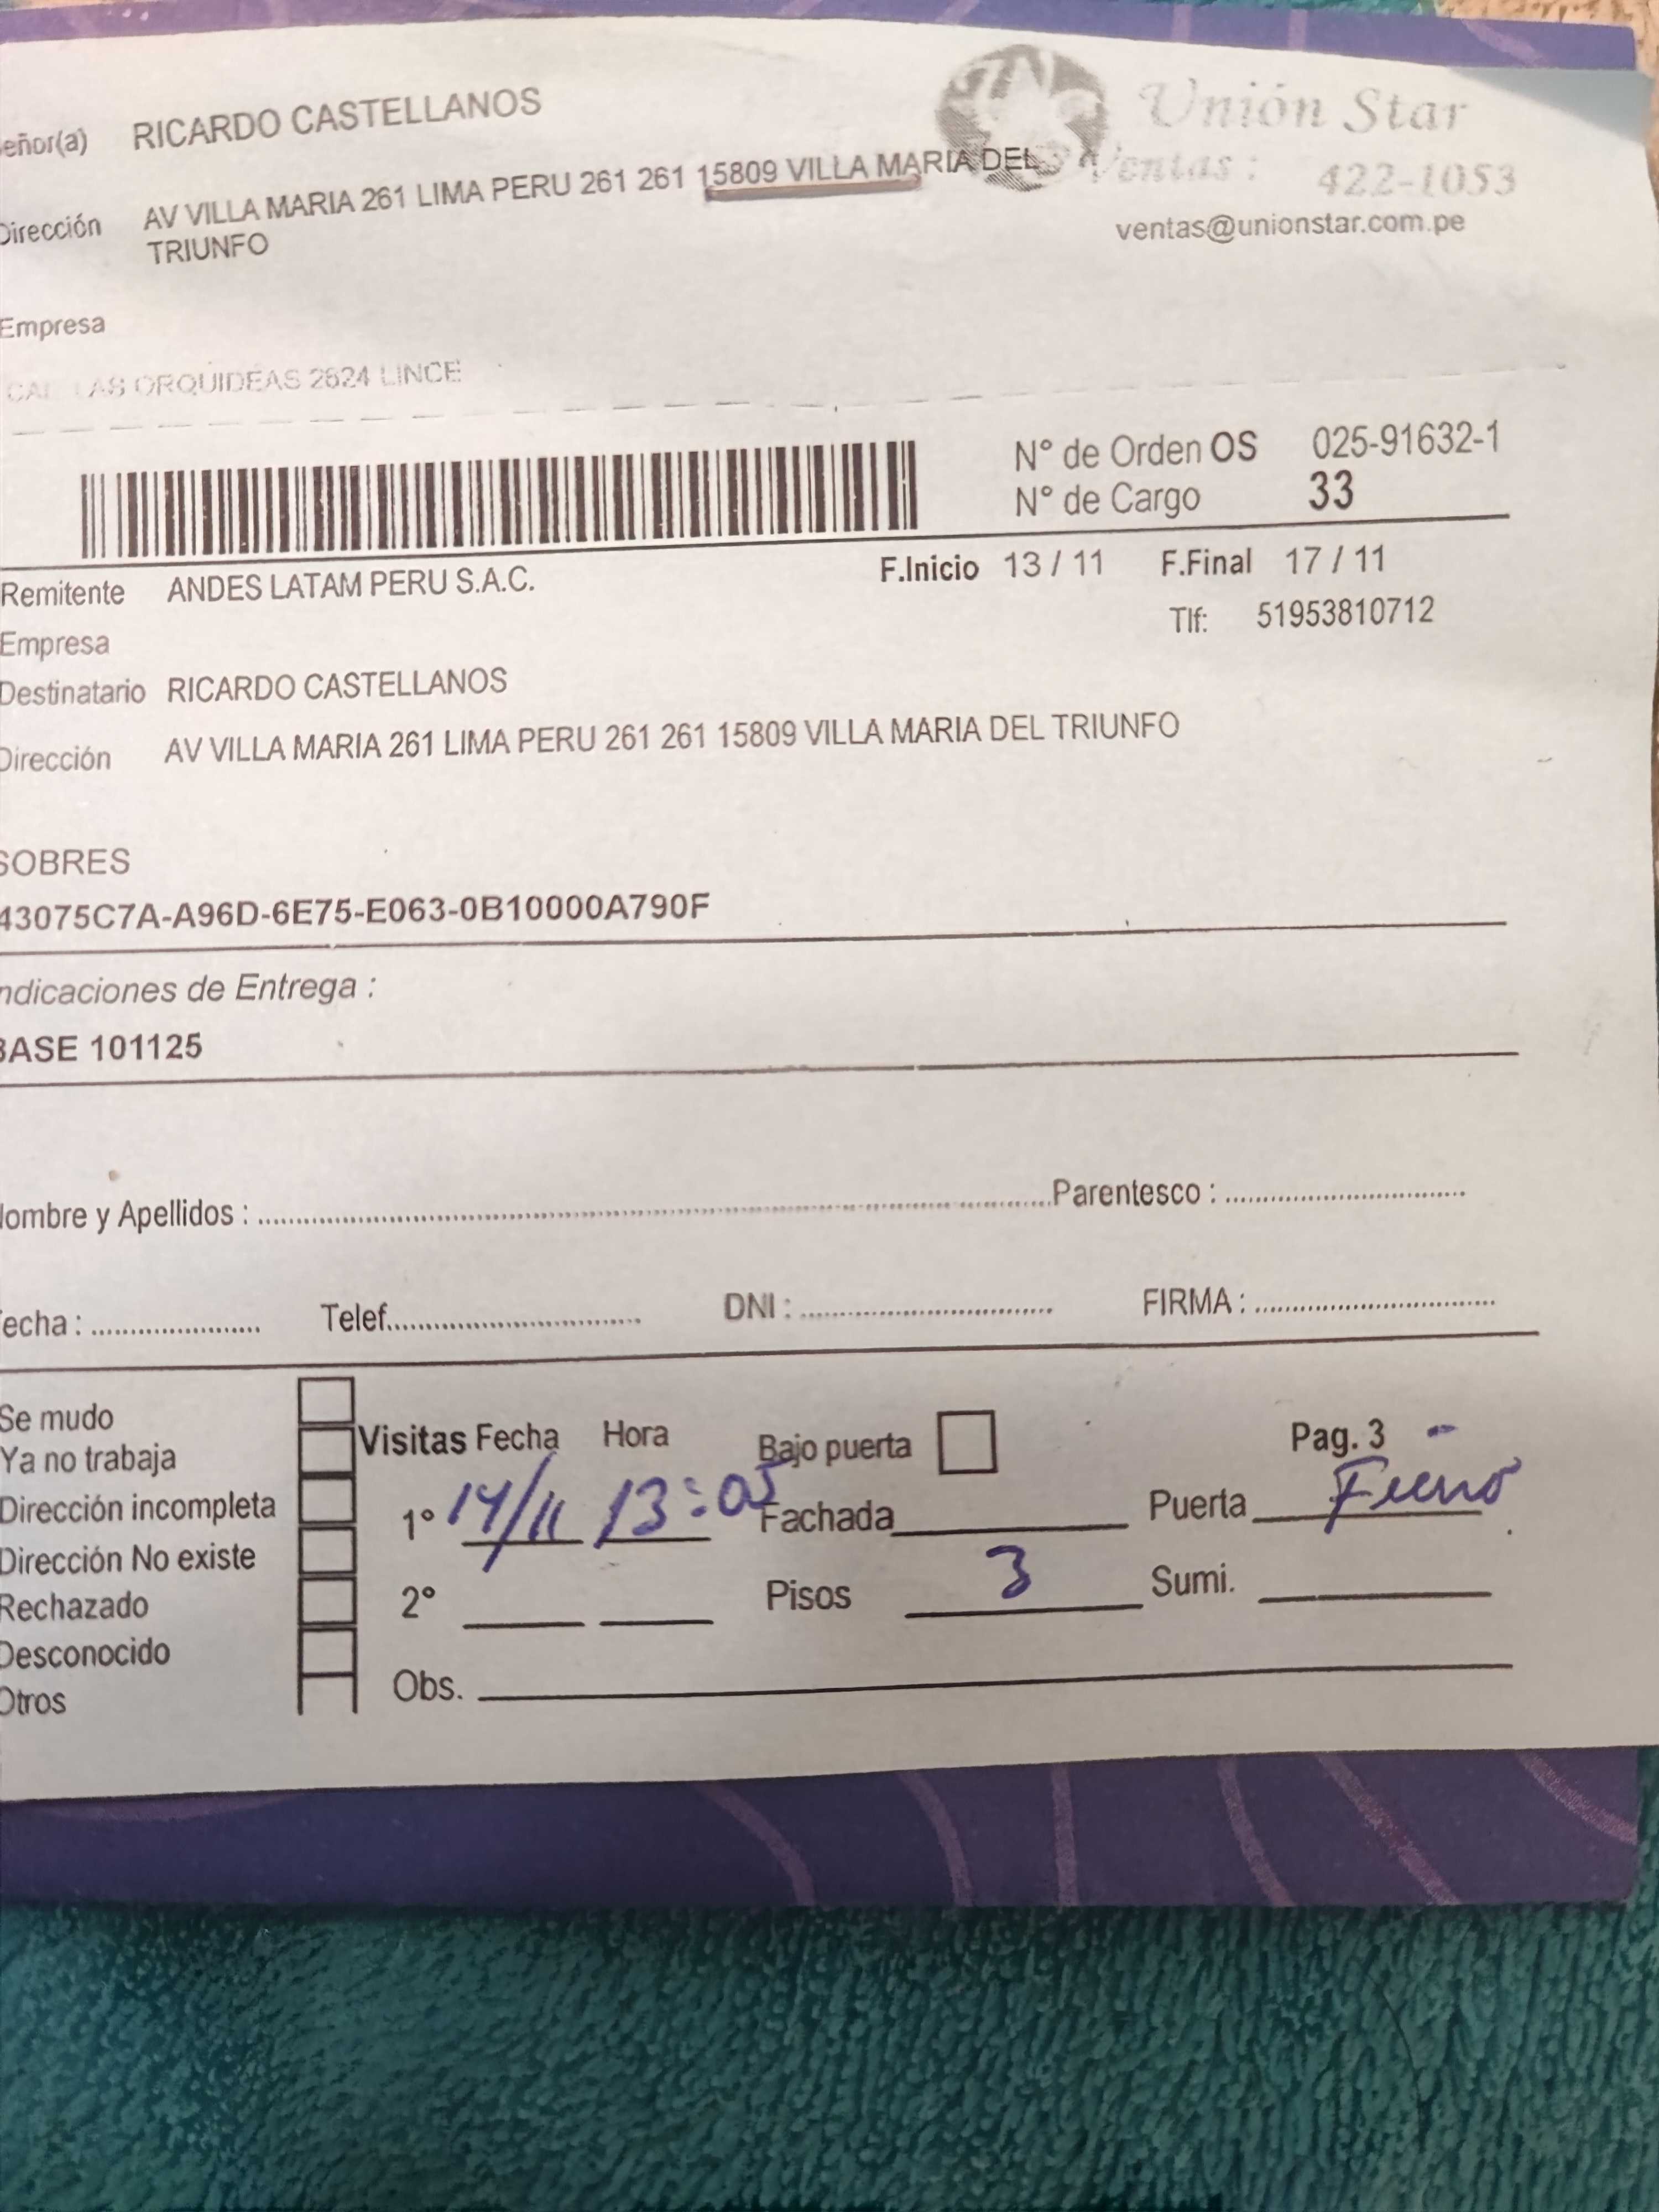 eñor(a) RICARDO CASTELLANOS
Unión Star
Dirección AV VILLA MARIA 261 LIMA PERU 261 261 15809 VILLA MARIA DEL
TRIUNFO
Ventas : 422-1053
ventas@unionstar.com.pe
Empresa
LAS ORQUIDEAS 2624 LINCE
N° de Orden OS 025-91632-1
N° de Cargo 33
Remitente ANDES LATAM PERU S.A.C. F.Inicio 13 / 11 F.Final 17 / 11
Empresa Tlf: 51953810712
Destinatario RICARDO CASTELLANOS
Dirección AV VILLA MARIA 261 LIMA PERU 261 261 15809 VILLA MARIA DEL TRIUNFO
SOBRES
43075C7A-A96D-6E75-E063-0B10000A790F
ndicaciones de Entrega :
BASE 101125
Nombre y Apellidos : Parentesco :
echa : Telef. DNI : FIRMA :
Se mudo
Ya no trabaja
Dirección incompleta
Dirección No existe
Rechazado
Desconocido
Otros
Visitas Fecha Hora Bajo puerta Pag. 3
1° 14/11 13:05 Fachada Puerta Fierro
2° Pisos 3 Sumi.
Obs.